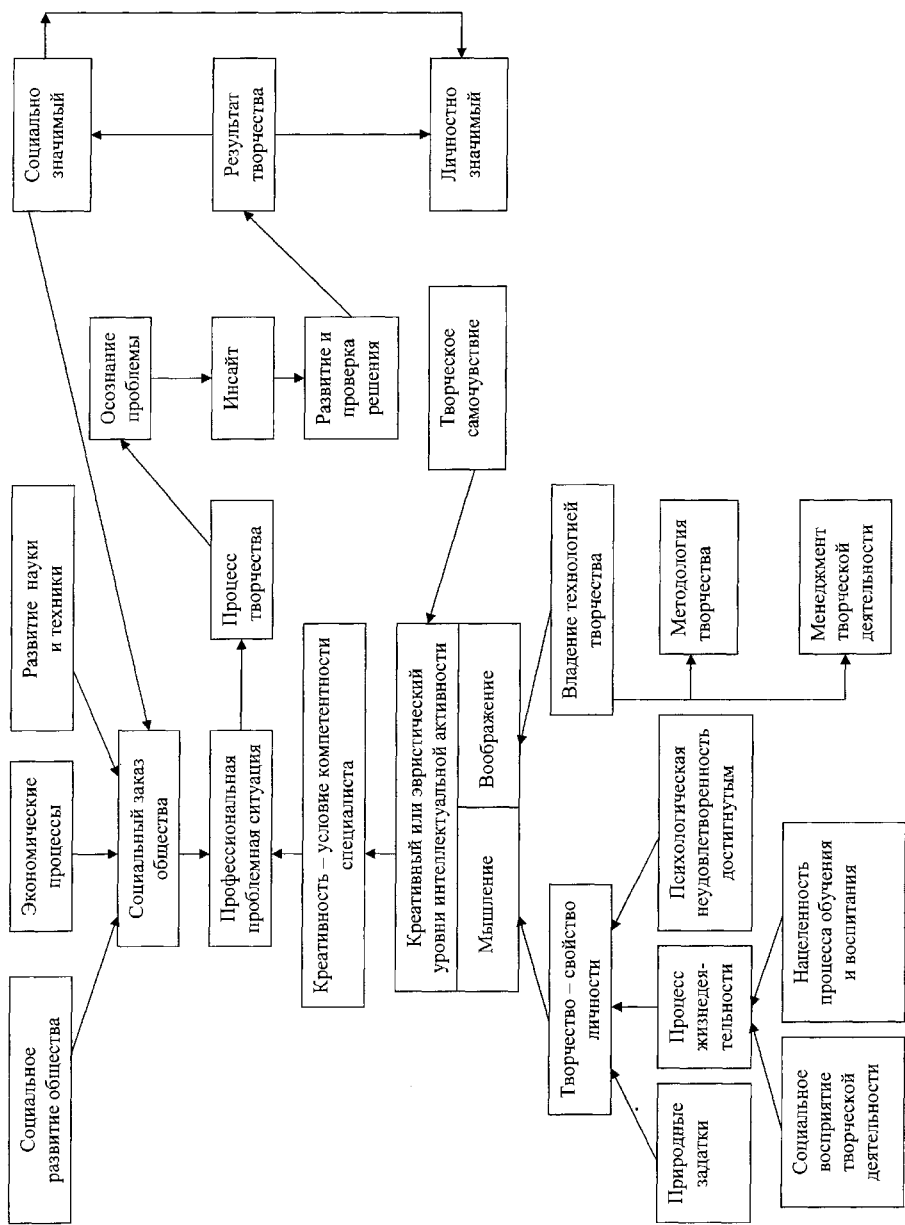 Социальное
развитие общества
Экономические
процессы
Развитие науки
и техники
Социально
значимый
Социальный заказ
общества
Осознание
проблемы
Профессиональная
проблемная ситуация
Процесс
творчества
Инсайт
Результат
творчества
Креативность – условие компетентности
специалиста
Развитие и
проверка
решения
Креативный или эвристический
уровни интеллектуальной активности
Мышление
Воображение
Творческое
самочувствие
Личностно
значимый
Творчество – свойство
личности
Владение технологией
творчества
Природные
задатки
Процесс
жизнедея-
тельности
Психологическая
неудовлетворенность
достигнутым
Методология
творчества
Социальное
восприятие
творческой
деятельности
Нацеленность
процесса обучения
и воспитания
Менеджмент
творческой
деятельности